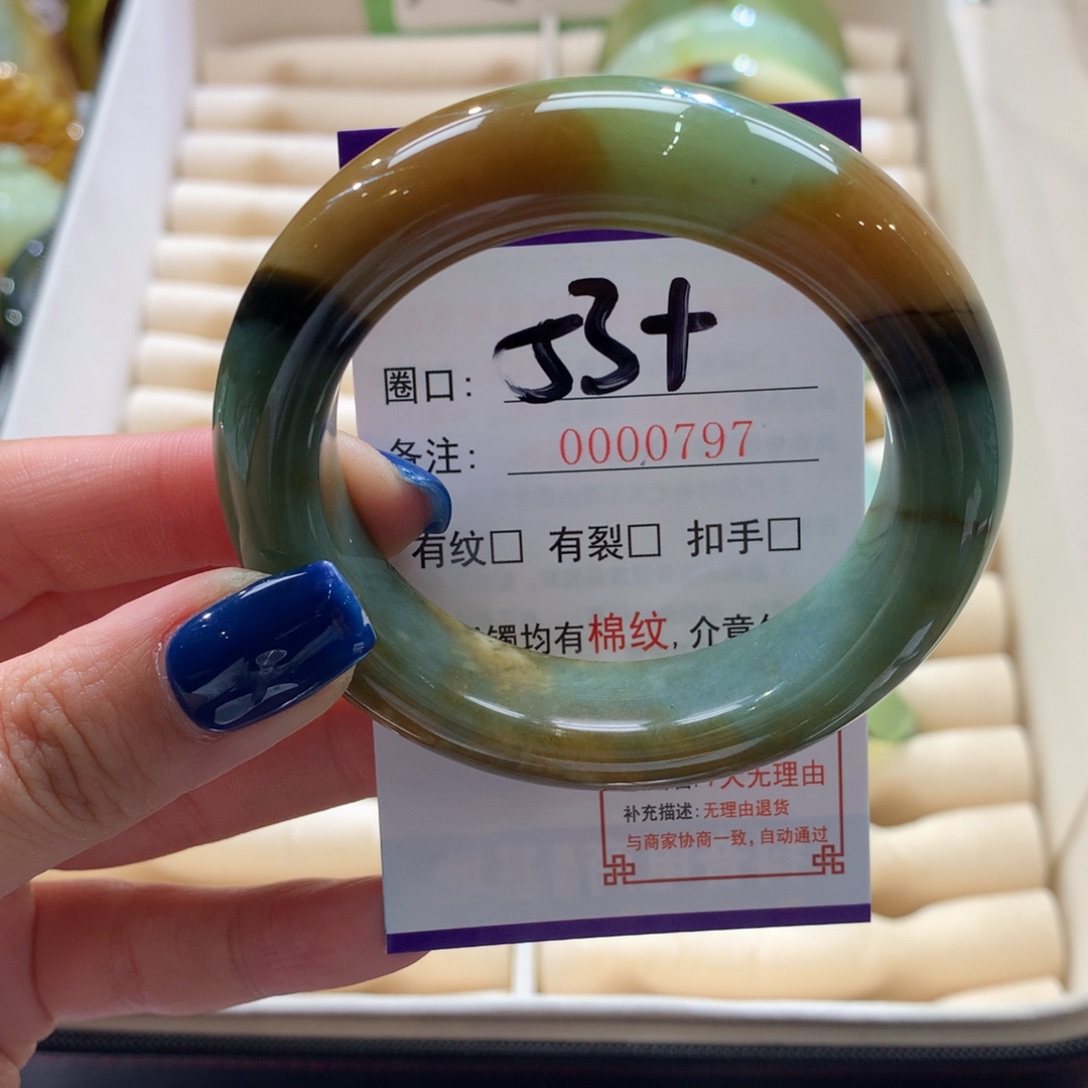 圈口: 53+
备注: 0000797
有纹□ 有裂□ 扣手□
镯均有棉纹, 介意
7天无理由
补充描述: 无理由退货
与商家协商一致, 自动通过